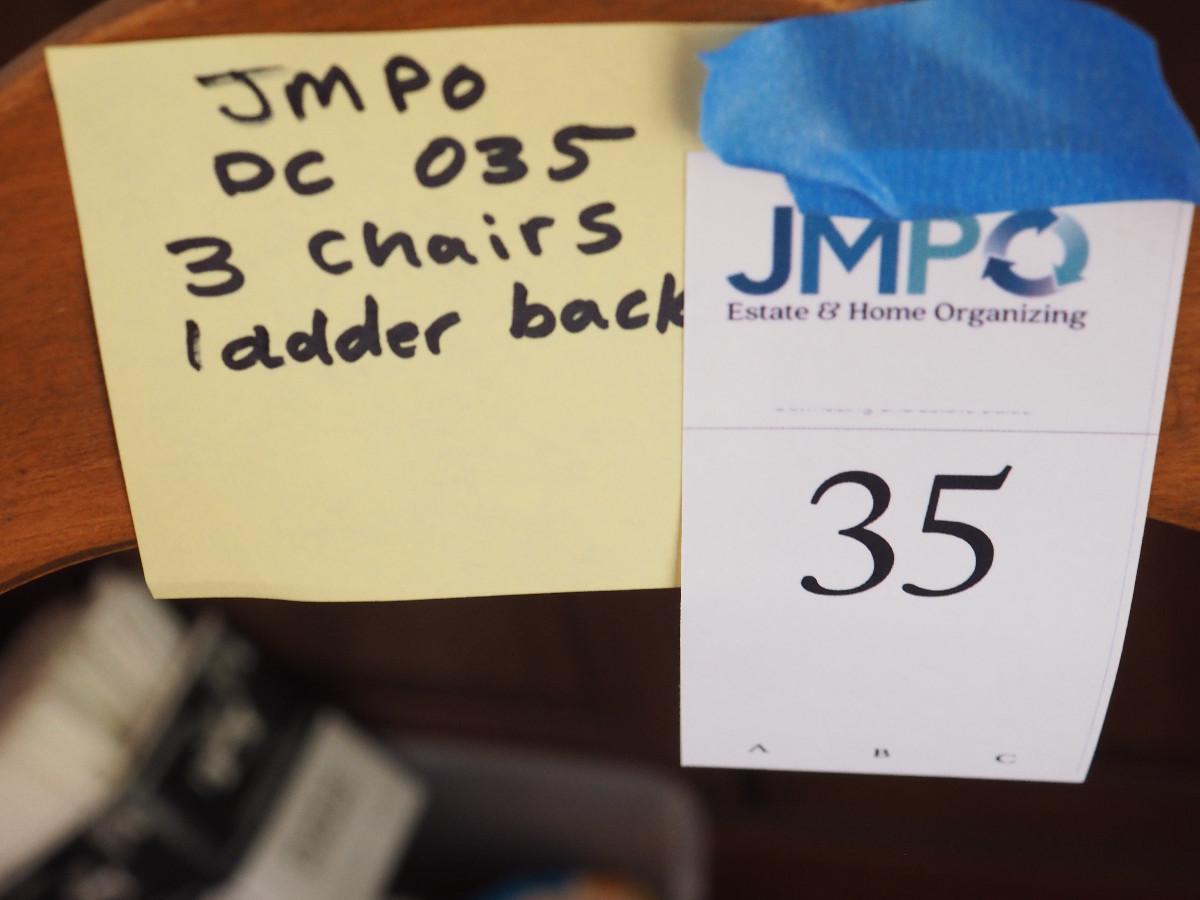 JMPO
DC 035
3 chairs
ladder back
JMPO
Estate & Home Organizing
35
A B C